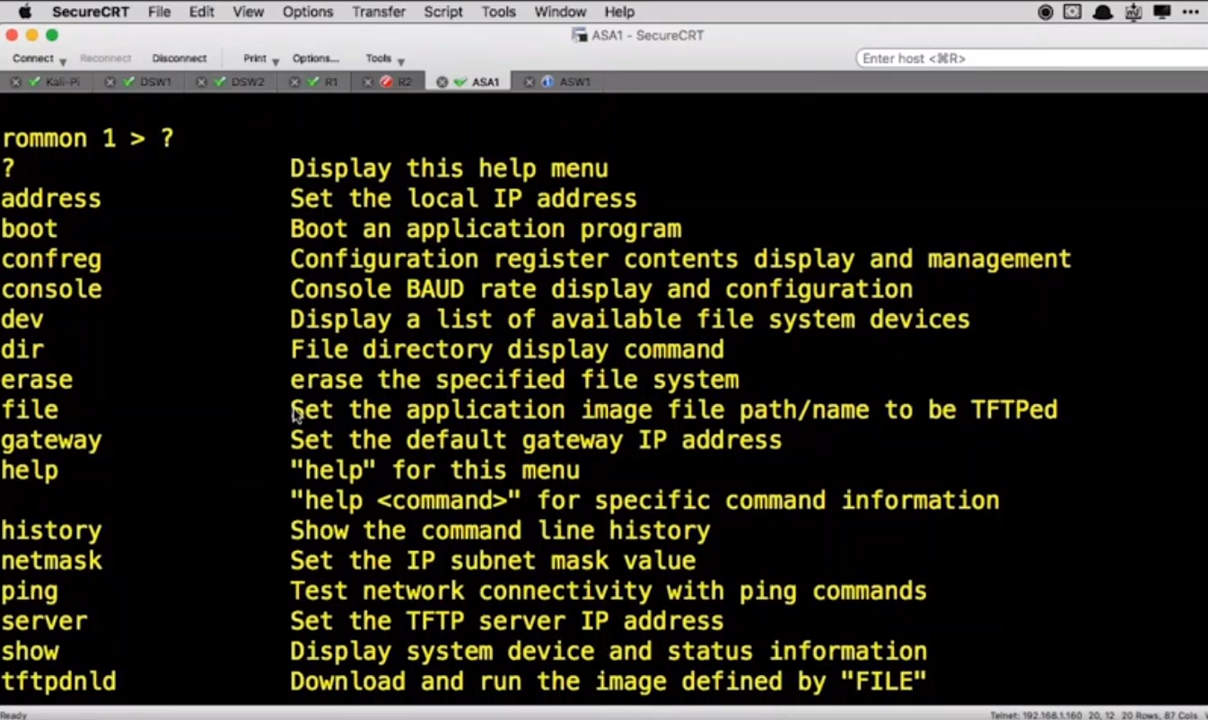 SecureCRT File Edit View Options Transfer Script Tools Window Help
ASA1 - SecureCRT
Connect Reconnect Disconnect Print Options... Tools Enter host <⌘R>
Kali-Pi DSW1 DSW2 R1 R2 ASA1 ASW1
rommon 1 > ?
? Display this help menu
address Set the local IP address
boot Boot an application program
confreg Configuration register contents display and management
console Console BAUD rate display and configuration
dev Display a list of available file system devices
dir File directory display command
erase erase the specified file system
file Set the application image file path/name to be TFTPed
gateway Set the default gateway IP address
help "help" for this menu
"help <command>" for specific command information
history Show the command line history
netmask Set the IP subnet mask value
ping Test network connectivity with ping commands
server Set the TFTP server IP address
show Display system device and status information
tftpdnld Download and run the image defined by "FILE"
Ready Telnet: 192.168.1.160 20, 12 20 Rows, 87 Cols